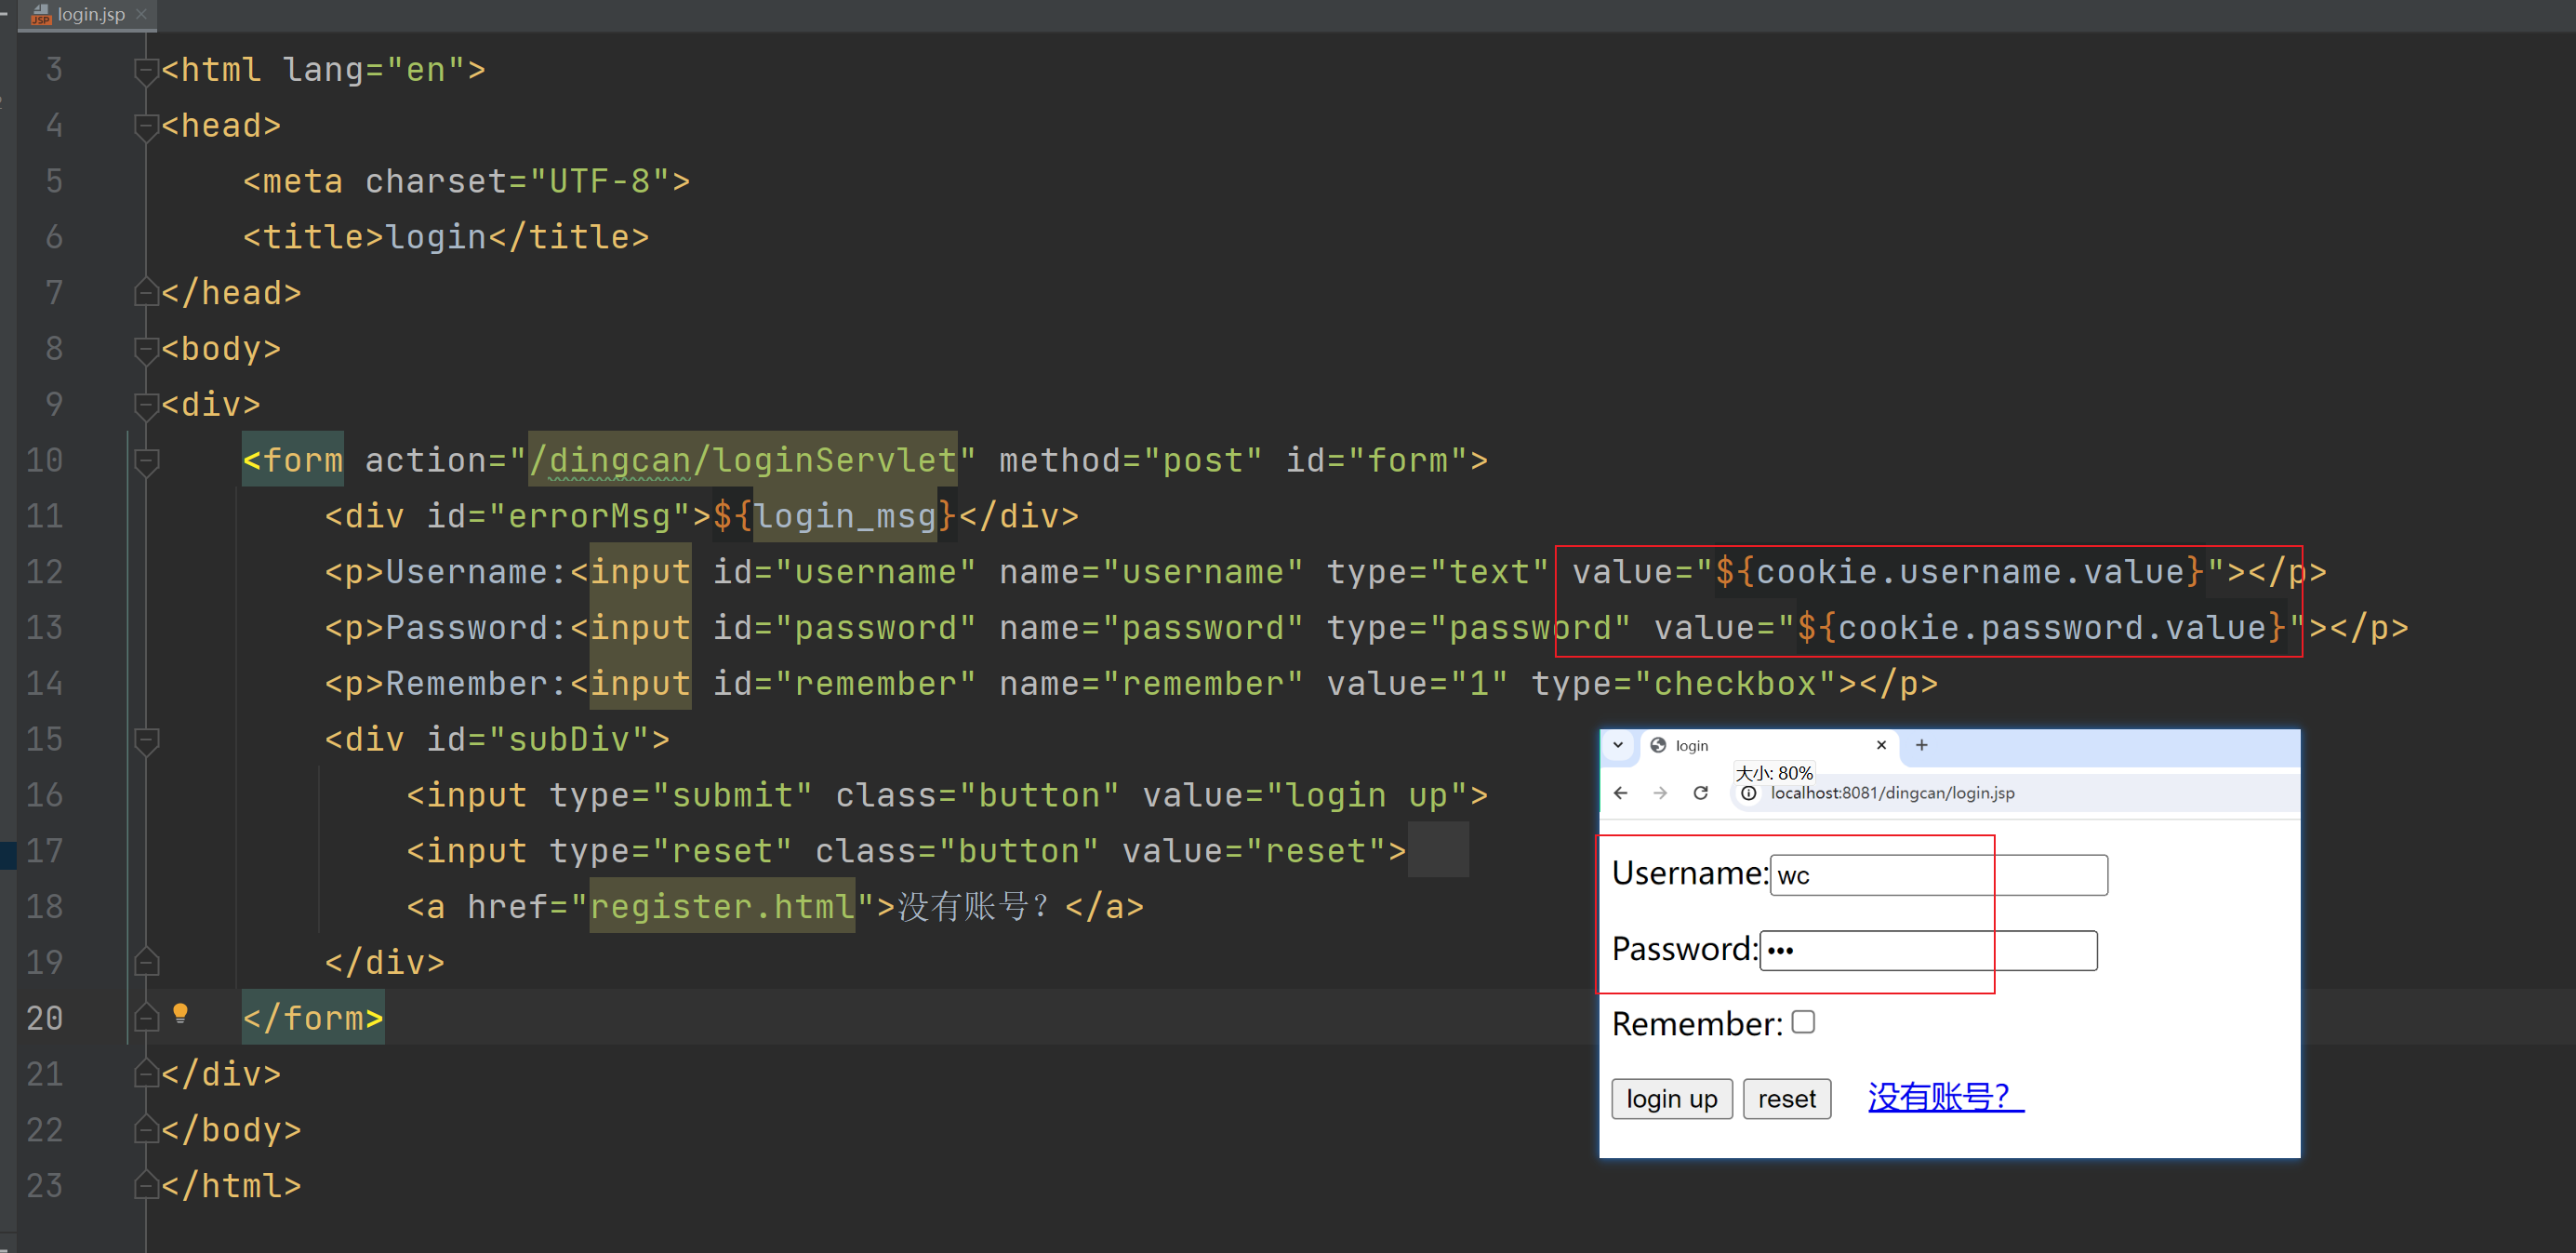 login.jsp
3 <html lang="en">
4 <head>
5 <meta charset="UTF-8">
6 <title>login</title>
7 </head>
8 <body>
9 <div>
10 <form action="/dingcan/loginServlet" method="post" id="form">
11 <div id="errorMsg">${login_msg}</div>
12 <p>Username:<input id="username" name="username" type="text" value="${cookie.username.value}"></p>
13 <p>Password:<input id="password" name="password" type="password" value="${cookie.password.value}"></p>
14 <p>Remember:<input id="remember" name="remember" value="1" type="checkbox"></p>
15 <div id="subDiv">
16 <input type="submit" class="button" value="login up">
17 <input type="reset" class="button" value="reset">
18 <a href="register.html">没有账号？</a>
19 </div>
20 </form>
21 </div>
22 </body>
23 </html>
login
大小: 80%
localhost:8081/dingcan/login.jsp
Username: wc
Password: •••
Remember:
login up reset 没有账号？